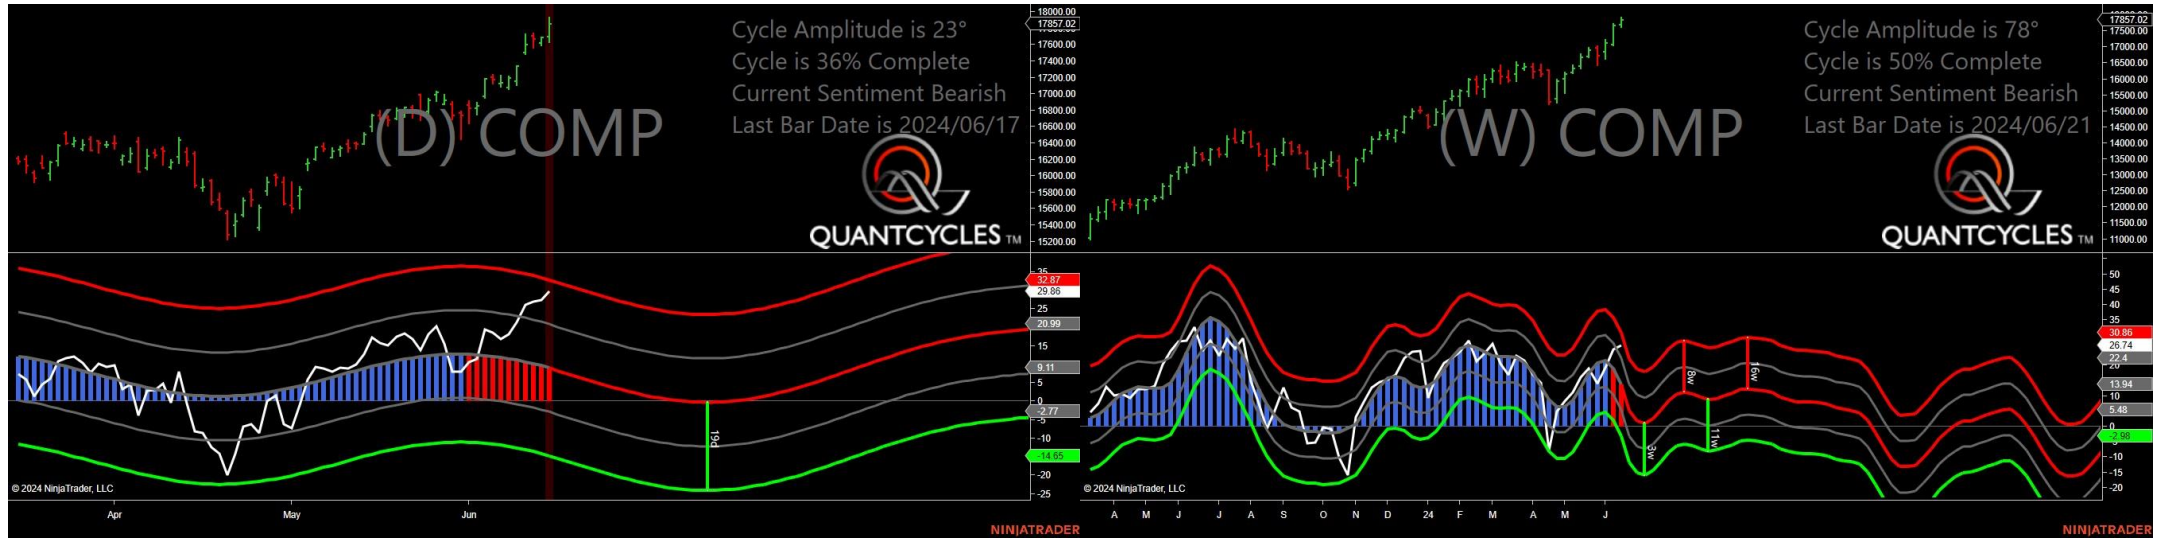 Cycle Amplitude is 23°
Cycle is 36% Complete
Current Sentiment Bearish
Last Bar Date is 2024/06/17
(D) COMP
QUANTCYCLES TM
18000.00
17857.02
17600.00
17400.00
17200.00
17000.00
16800.00
16600.00
16400.00
16200.00
16000.00
15800.00
15600.00
15400.00
15200.00
35
32.87
29.86
25
20.99
15
9.11
5
0
-2.77
-5
-10
-14.65
-20
-25
19d
© 2024 NinjaTrader, LLC
Apr May Jun
NINJATRADER
Cycle Amplitude is 78°
Cycle is 50% Complete
Current Sentiment Bearish
Last Bar Date is 2024/06/21
(W) COMP
QUANTCYCLES TM
17857.02
17500.00
17000.00
16500.00
16000.00
15500.00
15000.00
14500.00
14000.00
13500.00
13000.00
12500.00
12000.00
11500.00
11000.00
50
45
40
35
30.86
26.74
22.4
20
13.94
10
5.48
0
-2.98
-10
-15
-20
8w
16w
3w
11w
© 2024 NinjaTrader, LLC
A M J J A S O N D 24 F M A M J
NINJATRADER